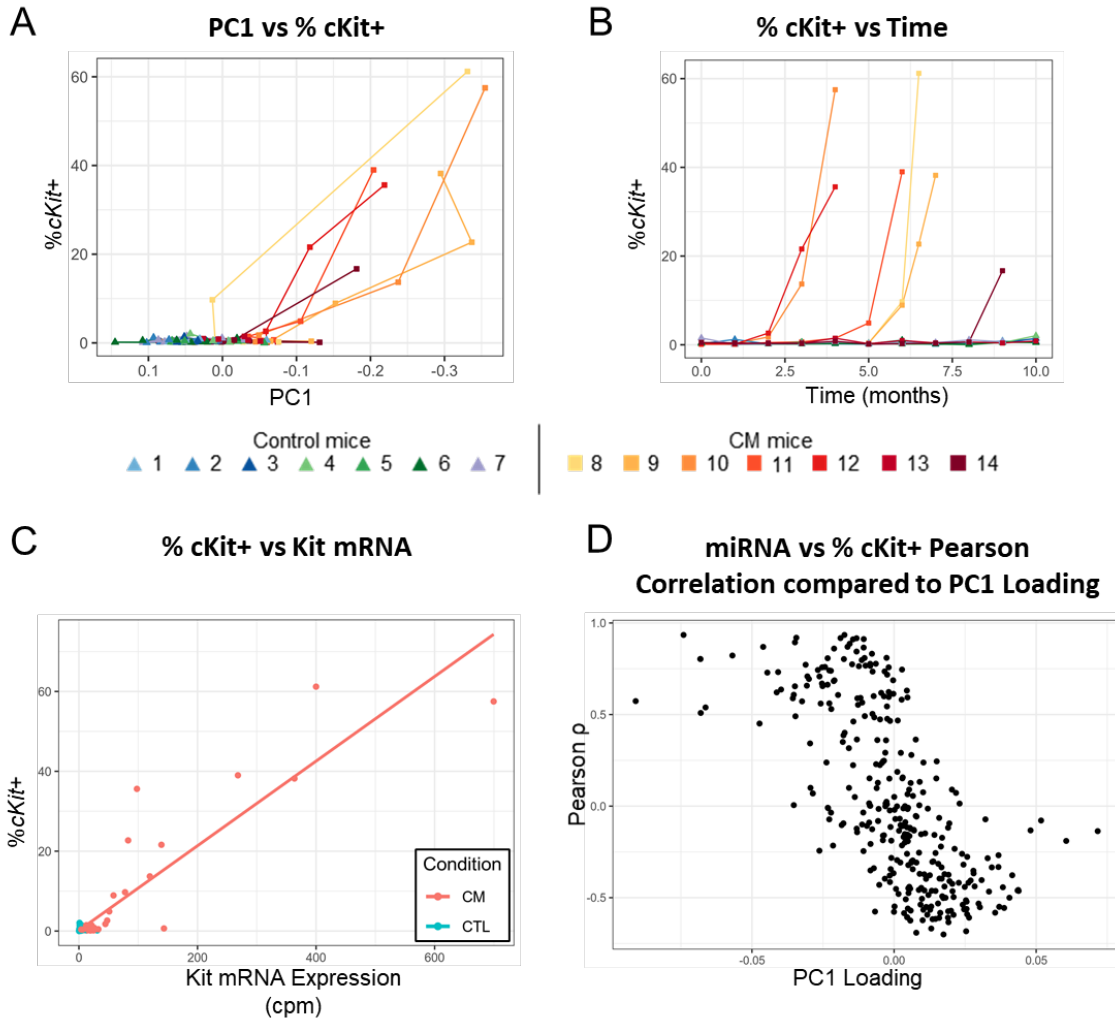 A
PC1 vs % cKit+
%cKit+
60
40
20
0
0.1
0.0
-0.1
-0.2
-0.3
PC1
B
% cKit+ vs Time
%cKit+
60
40
20
0
0.0
2.5
5.0
7.5
10.0
Time (months)
Control mice
1 2 3 4 5 6 7
CM mice
8 9 10 11 12 13 14
C
% cKit+ vs Kit mRNA
%cKit+
60
40
20
0
0
200
400
600
Kit mRNA Expression
(cpm)
Condition
CM
CTL
D
miRNA vs % cKit+ Pearson
Correlation compared to PC1 Loading
Pearson ρ
1.0
0.5
0.0
-0.5
-0.05
0.00
0.05
PC1 Loading